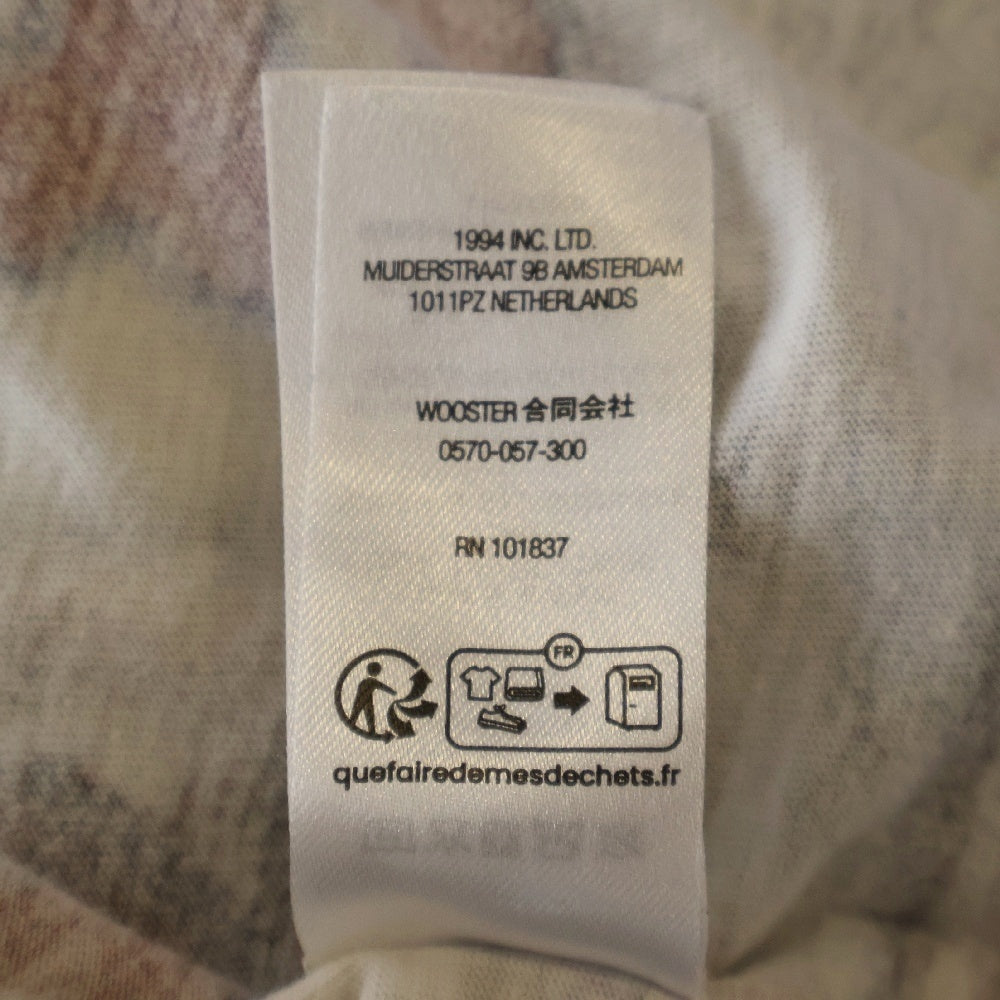 1994 INC. LTD.
MUIDERSTRAAT 9B AMSTERDAM
1011PZ NETHERLANDS
WOOSTER 合同会社
0570-057-300
RN 101837
FR
quefairedemesdechets.fr